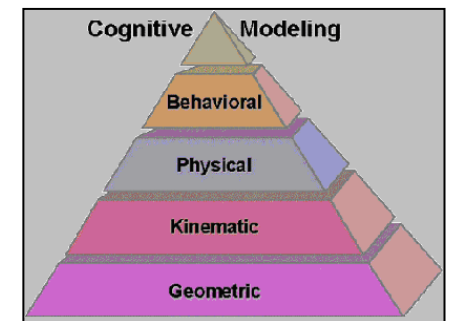 Cognitive Modeling
Behavioral
Physical
Kinematic
Geometric